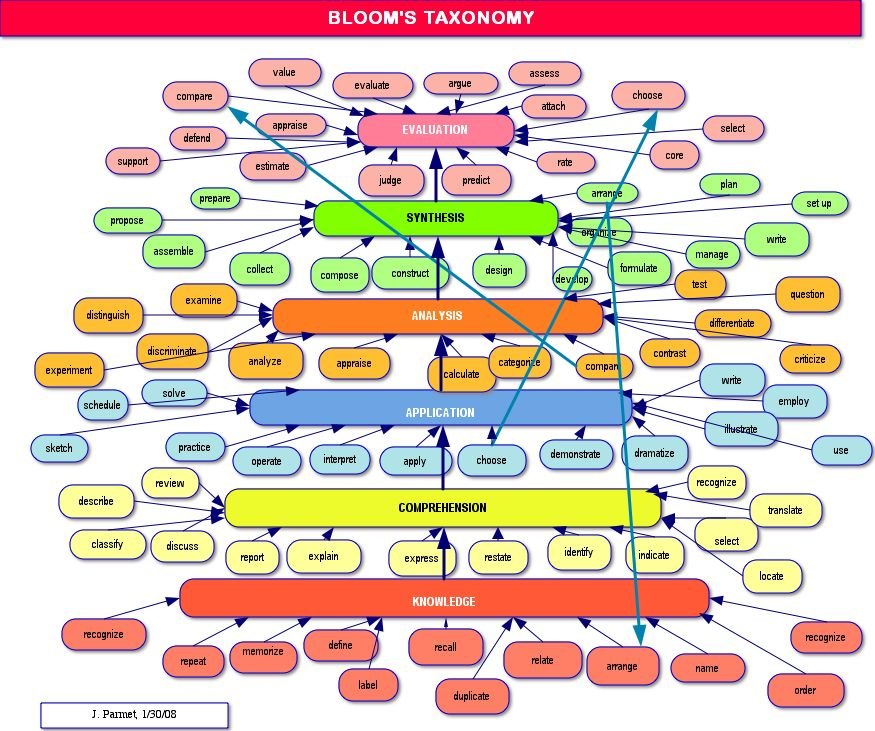 BLOOM'S TAXONOMY
value
assess
evaluate
argue
compare
choose
attach
appraise
EVALUATION
select
defend
support
estimate
rate
core
judge
predict
plan
arrange
prepare
set up
propose
SYNTHESIS
organize
write
assemble
manage
collect
compose
construct
design
develop
formulate
test
examine
question
distinguish
ANALYSIS
differentiate
discriminate
contrast
criticize
experiment
analyze
appraise
calculate
categorize
compare
write
solve
schedule
employ
APPLICATION
illustrate
sketch
practice
use
operate
interpret
apply
choose
demonstrate
dramatize
review
recognize
describe
COMPREHENSION
translate
classify
discuss
select
report
explain
express
restate
identify
indicate
locate
KNOWLEDGE
recognize
recognize
repeat
memorize
define
recall
relate
arrange
name
label
duplicate
order
J. Parmet, 1/30/08